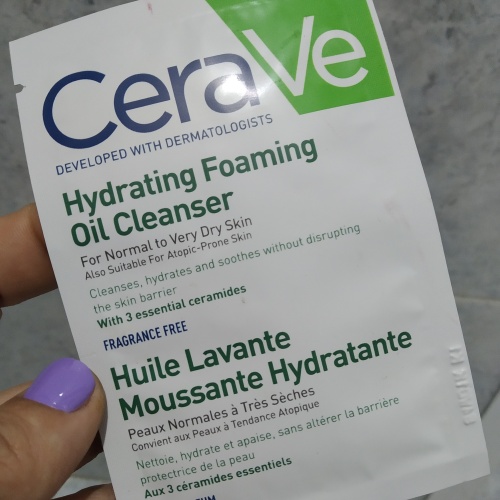 CeraVe
DEVELOPED WITH DERMATOLOGISTS
Hydrating Foaming
Oil Cleanser
For Normal to Very Dry Skin
Also Suitable For Atopic-Prone Skin
Cleanses, hydrates and soothes without disrupting
the skin barrier
With 3 essential ceramides
FRAGRANCE FREE
Huile Lavante
Moussante Hydratante
Peaux Normales à Très Sèches
Convient aux Peaux à Tendance Atopique
Nettoie, hydrate et apaise, sans altérer la barrière
protectrice de la peau
Aux 3 céramides essentiels